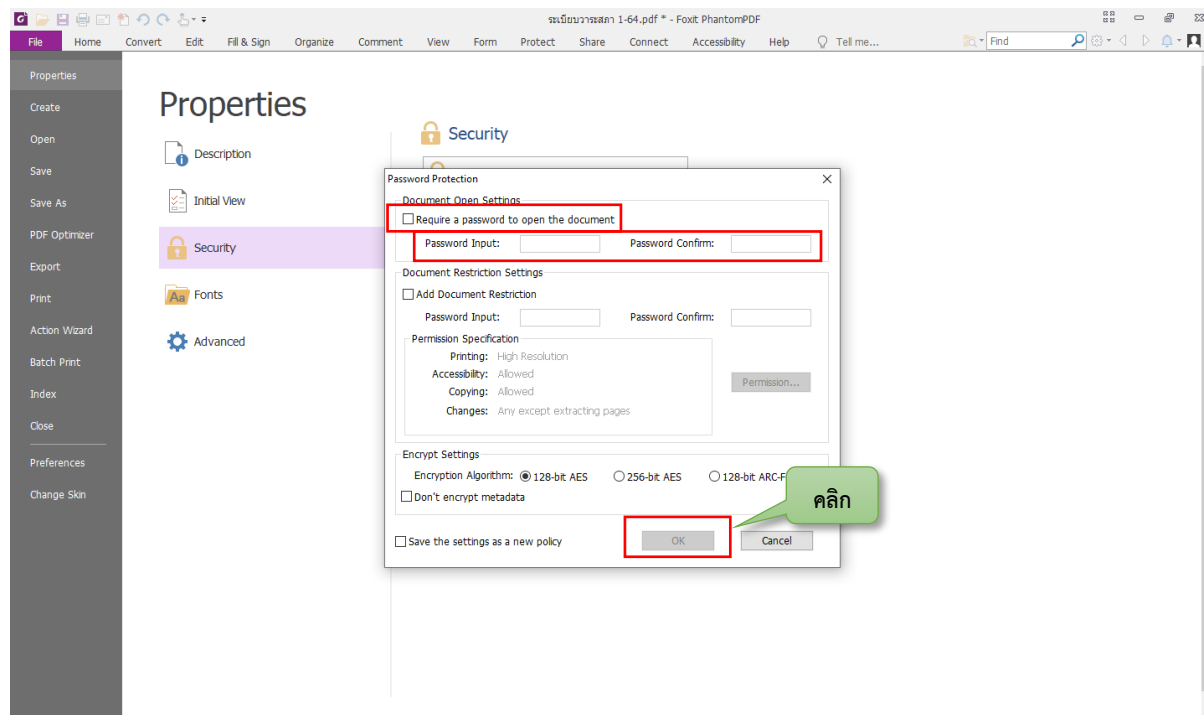 ระเบียบวาระสภา 1-64.pdf * - Foxit PhantomPDF
File Home Convert Edit Fill & Sign Organize Comment View Form Protect Share Connect Accessibility Help Tell me... Find
Properties
Create
Open
Save
Save As
PDF Optimizer
Export
Print
Action Wizard
Batch Print
Index
Close
Preferences
Change Skin
Properties
Description
Initial View
Security
Fonts
Advanced
Security
Password Protection
Document Open Settings
Require a password to open the document
Password Input: Password Confirm:
Document Restriction Settings
Add Document Restriction
Password Input: Password Confirm:
Permission Specification
Printing: High Resolution
Accessibility: Allowed
Copying: Allowed
Changes: Any except extracting pages
Permission...
Encrypt Settings
Encryption Algorithm: 128-bit AES 256-bit AES 128-bit ARC-F
Don't encrypt metadata
คลิก
Save the settings as a new policy OK Cancel